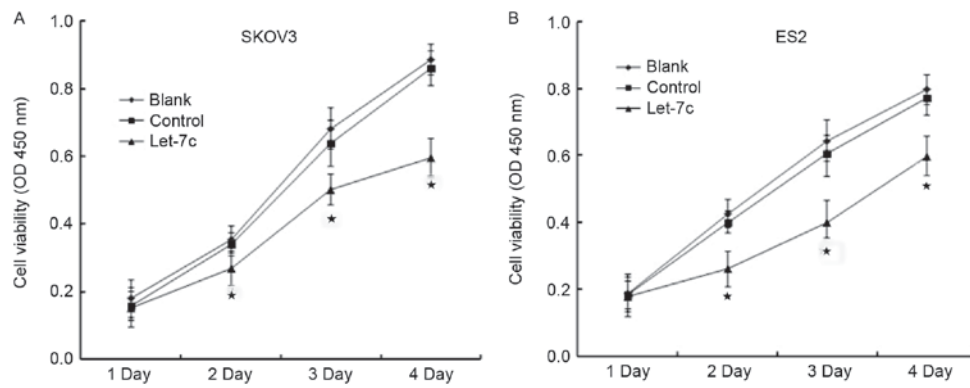 A
SKOV3
Cell viability (OD 450 nm)
1.0
0.8
0.6
0.4
0.2
0.0
Blank
Control
Let-7c
1 Day 2 Day 3 Day 4 Day
B
ES2
Cell viability (OD 450 nm)
1.0
0.8
0.6
0.4
0.2
0.0
Blank
Control
Let-7c
1 Day 2 Day 3 Day 4 Day